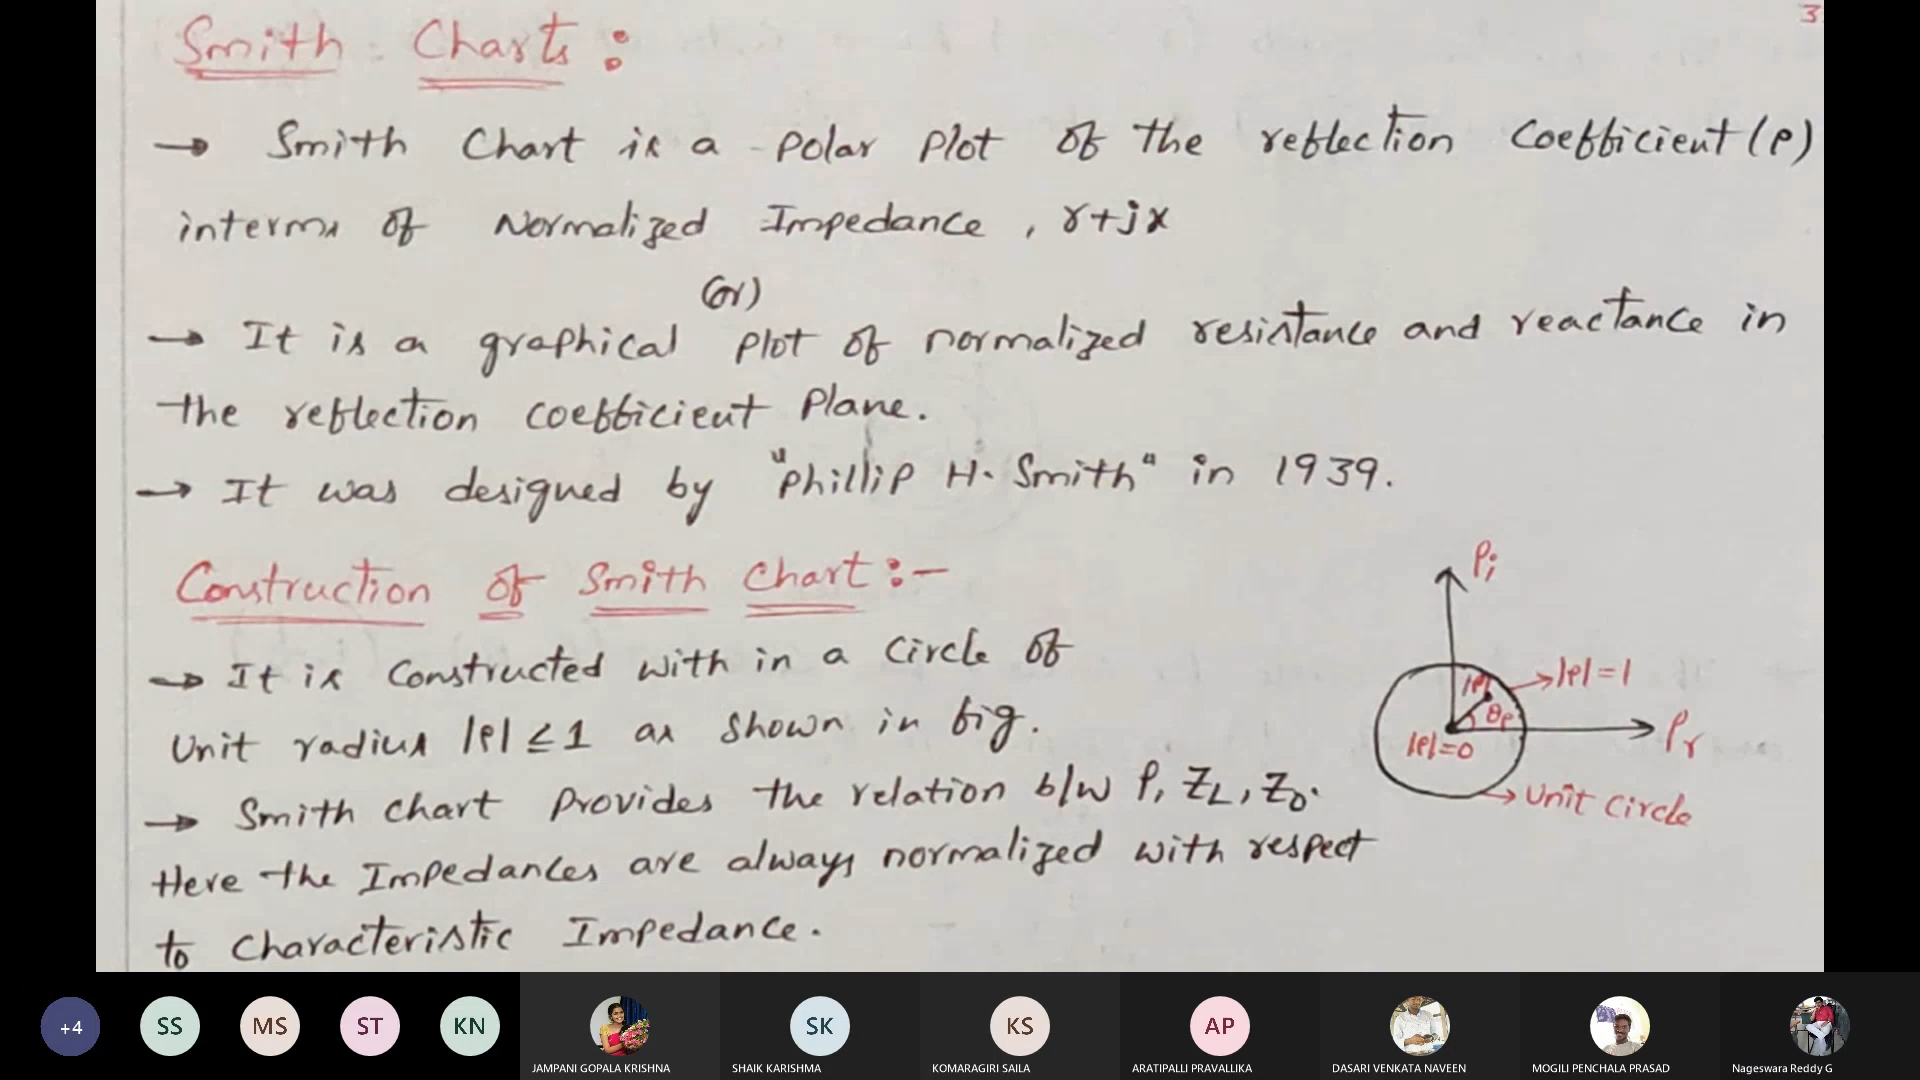 3
Smith Charts :
→ Smith Chart is a polar plot of the reflection Coefficient (ρ)
interms of Normalized Impedance , r+jx
(or)
→ It is a graphical plot of normalized resistance and reactance in
the reflection coefficient Plane.
→ It was designed by "Phillip H. Smith" in 1939.
Construction of Smith Chart :-
→ It is Constructed with in a Circle of
Unit radius |ρ| ≤ 1 as shown in fig.
→ Smith chart Provides the relation b/w ρ, ZL, Z0.
Here the Impedances are always normalized with respect
to Characteristic Impedance.
ρi
|ρ|=1
|ρ|
θρ
|ρ|=0
ρr
Unit Circle
+4
SS
MS
ST
KN
SK
KS
AP
JAMPANI GOPALA KRISHNA
SHAIK KARISHMA
KOMARAGIRI SAILA
ARATIPALLI PRAVALLIKA
DASARI VENKATA NAVEEN
MOGILI PENCHALA PRASAD
Nageswara Reddy G